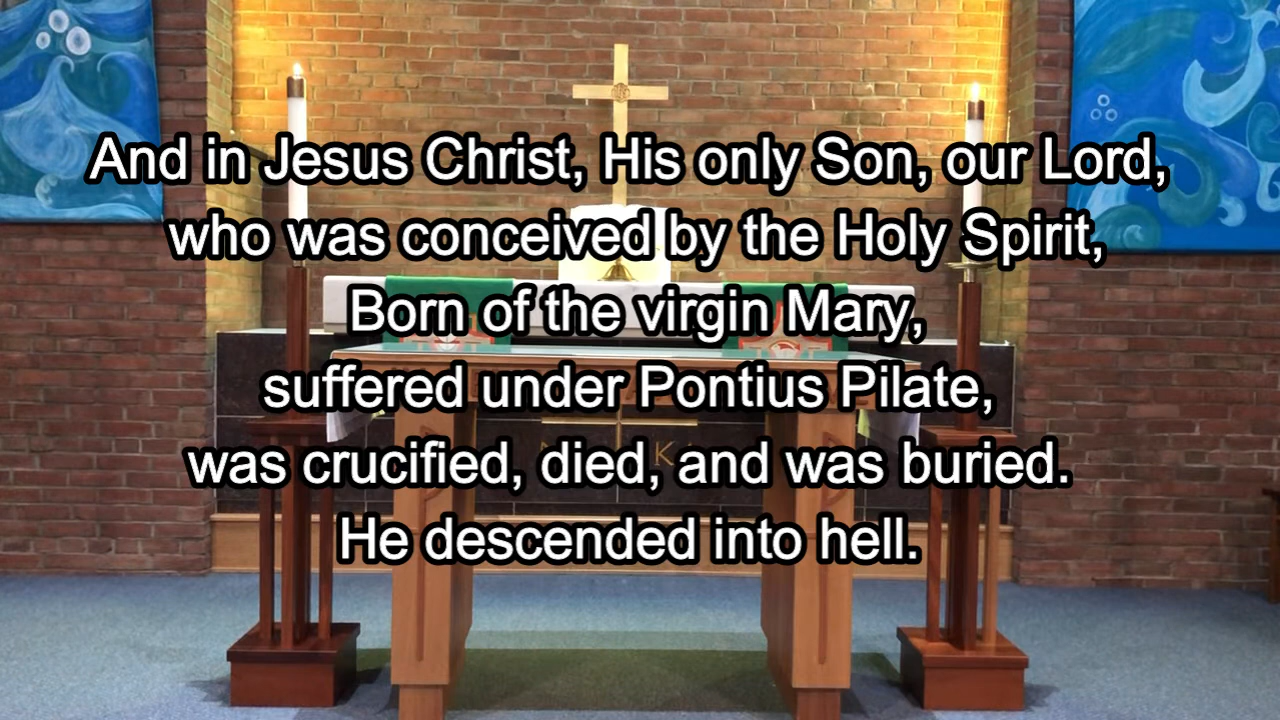 And in Jesus Christ, His only Son, our Lord,
who was conceived by the Holy Spirit,
Born of the virgin Mary,
suffered under Pontius Pilate,
was crucified, died, and was buried.
He descended into hell.